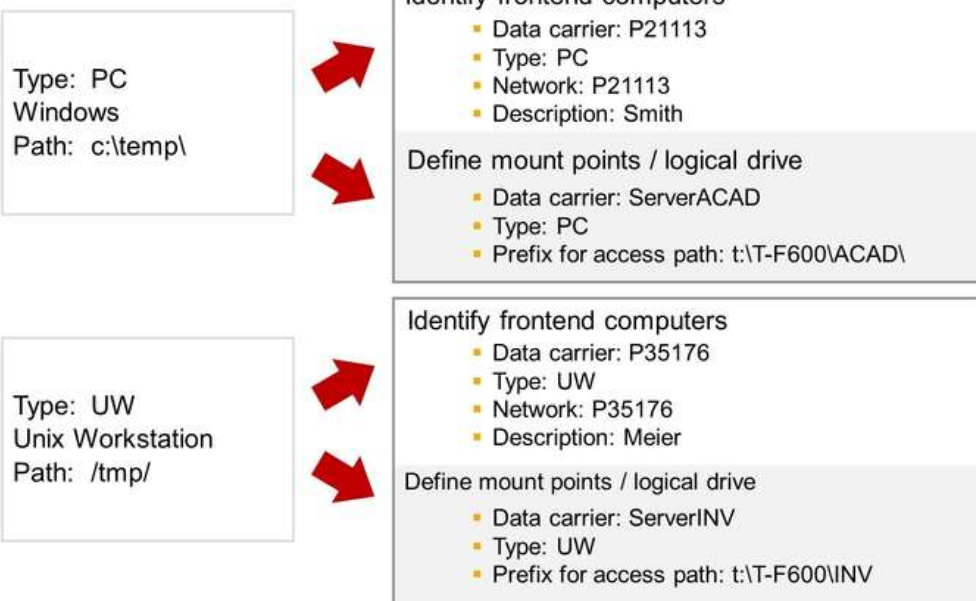 Identify frontend computers
Type: PC
Windows
Path: c:\temp\
▪ Data carrier: P21113
▪ Type: PC
▪ Network: P21113
▪ Description: Smith
Define mount points / logical drive
▪ Data carrier: ServerACAD
▪ Type: PC
▪ Prefix for access path: t:\T-F600\ACAD\
Type: UW
Unix Workstation
Path: /tmp/
Identify frontend computers
▪ Data carrier: P35176
▪ Type: UW
▪ Network: P35176
▪ Description: Meier
Define mount points / logical drive
▪ Data carrier: ServerINV
▪ Type: UW
▪ Prefix for access path: t:\T-F600\INV